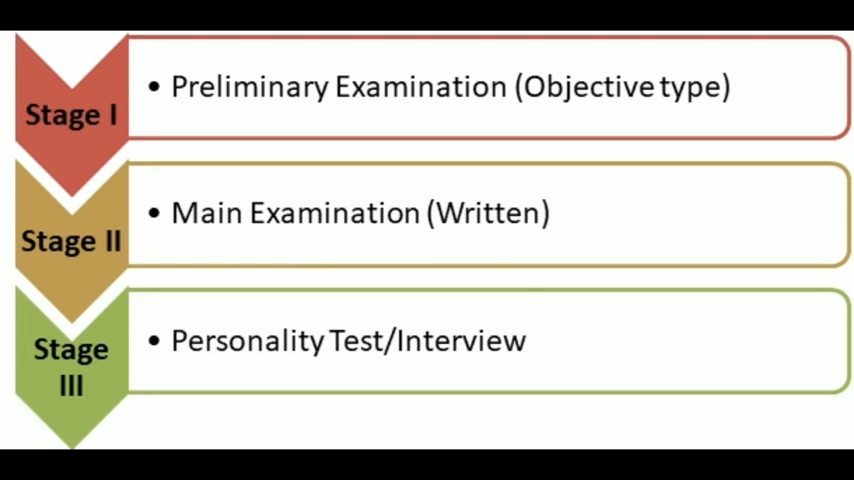 Stage I
• Preliminary Examination (Objective type)
Stage II
• Main Examination (Written)
Stage
III
• Personality Test/Interview